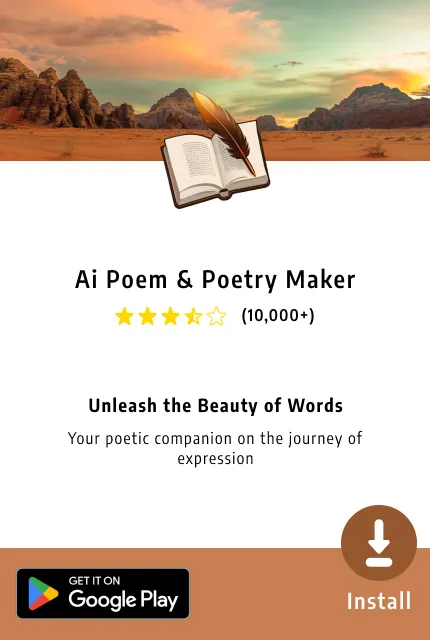 Ai Poem & Poetry Maker
(10,000+)
Unleash the Beauty of Words
Your poetic companion on the journey of
expression
GET IT ON
Google Play
Install